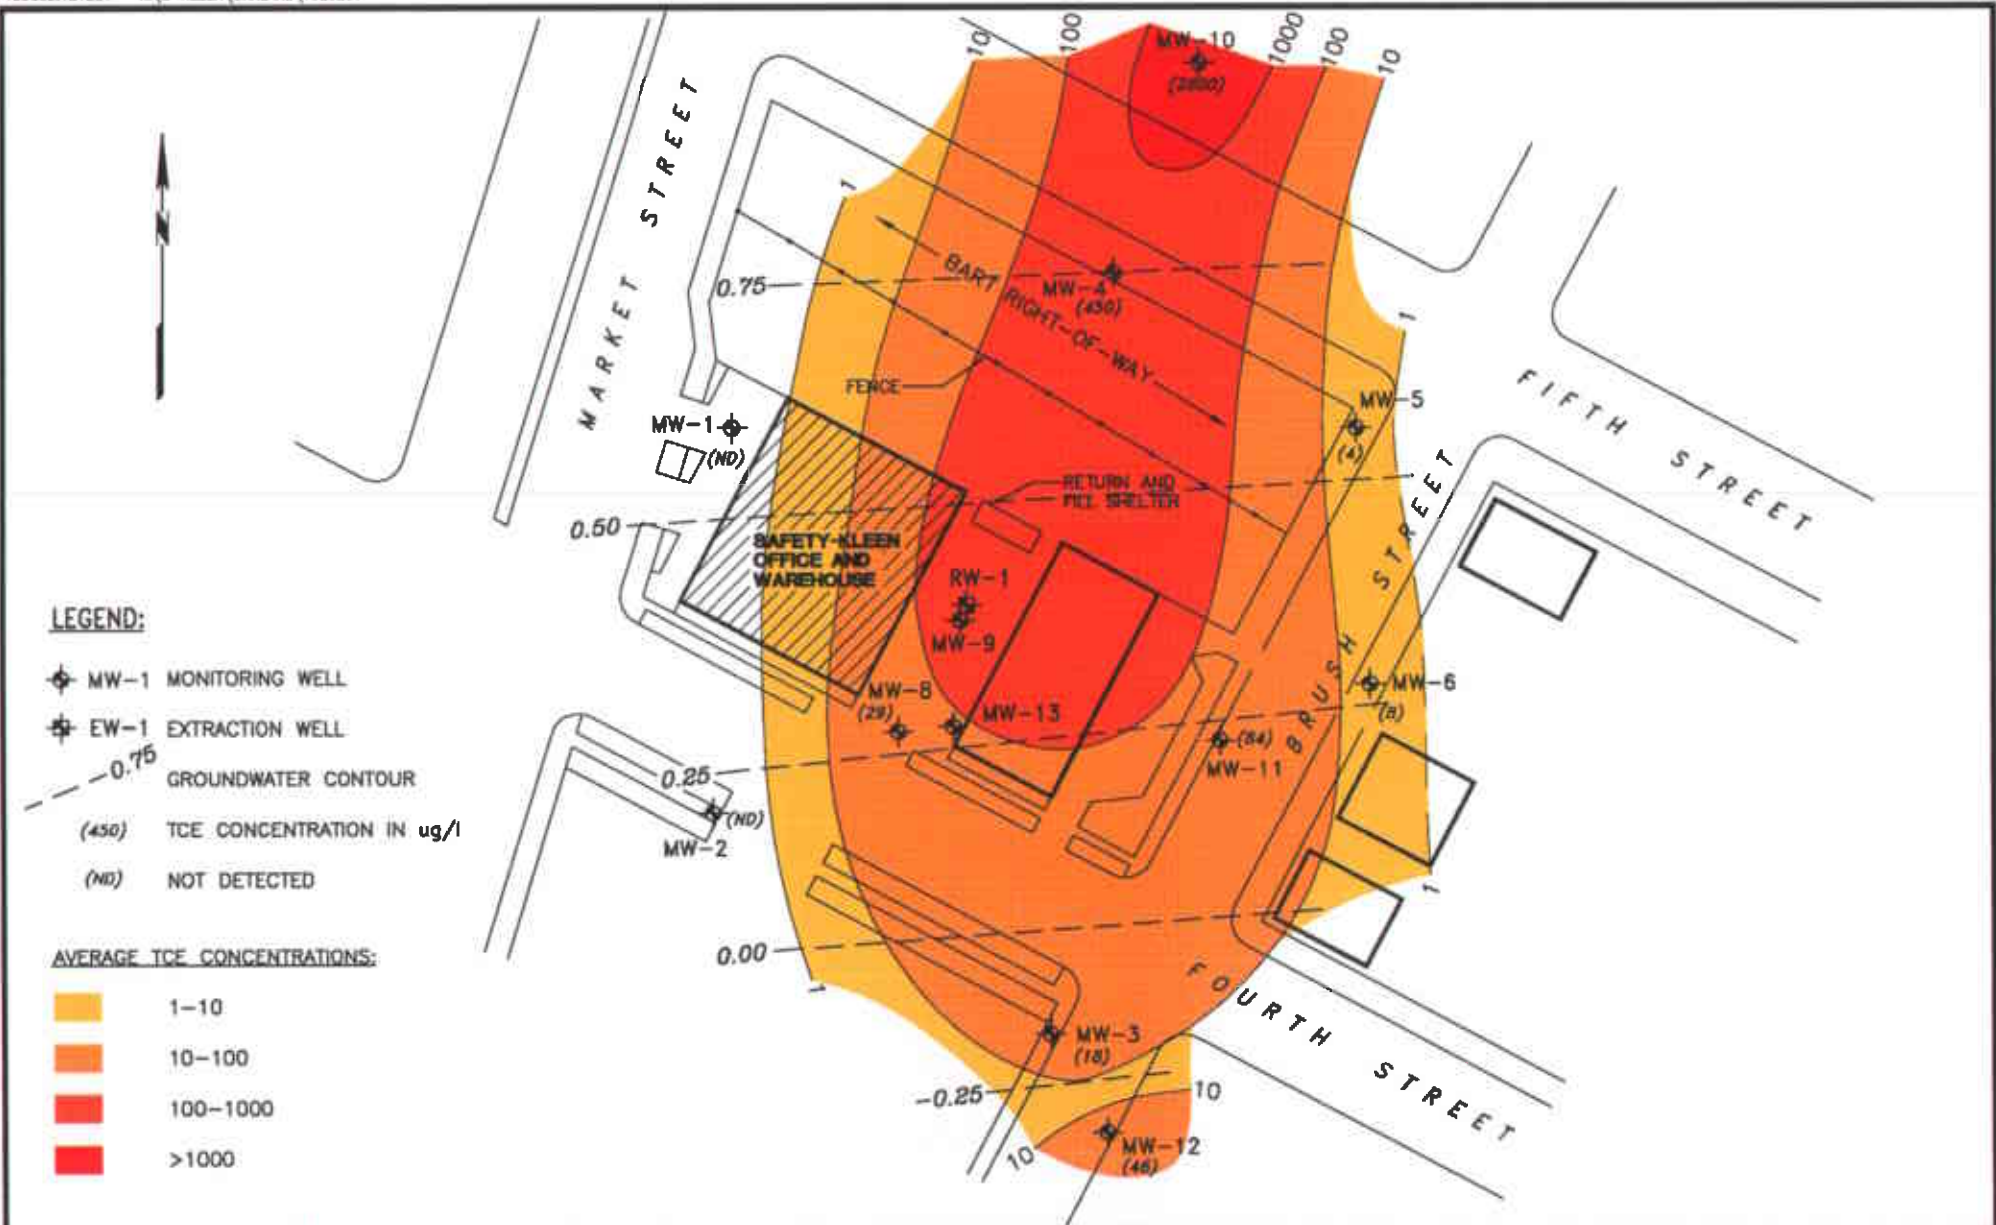 10
100
MW-10
(2800)
1000
100
10
N
MARKET STREET
1
BART RIGHT-OF-WAY
0.75
MW-4
(450)
1
FENCE
MW-5
(4)
FIFTH STREET
MW-1
(ND)
RETURN AND
FILL SHELTER
0.50
SAFETY-KLEEN
OFFICE AND
WAREHOUSE
BRUSH STREET
RW-1
MW-9
MW-8
(29)
MW-13
MW-6
(8)
(84)
MW-11
0.25
(ND)
MW-2
1
0.00
1
FOURTH STREET
MW-3
(18)
-0.25
10
10
MW-12
(46)
LEGEND:
MW-1 MONITORING WELL
EW-1 EXTRACTION WELL
0.75 GROUNDWATER CONTOUR
(450) TCE CONCENTRATION IN ug/l
(ND) NOT DETECTED
AVERAGE TCE CONCENTRATIONS:
1-10
10-100
100-1000
>1000